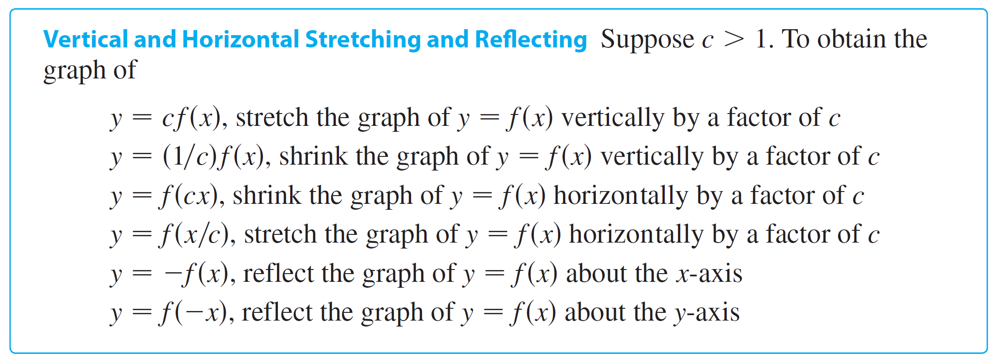 Vertical and Horizontal Stretching and Reflecting Suppose c > 1. To obtain the
graph of
y = cf(x), stretch the graph of y = f(x) vertically by a factor of c
y = (1/c)f(x), shrink the graph of y = f(x) vertically by a factor of c
y = f(cx), shrink the graph of y = f(x) horizontally by a factor of c
y = f(x/c), stretch the graph of y = f(x) horizontally by a factor of c
y = −f(x), reflect the graph of y = f(x) about the x-axis
y = f(−x), reflect the graph of y = f(x) about the y-axis